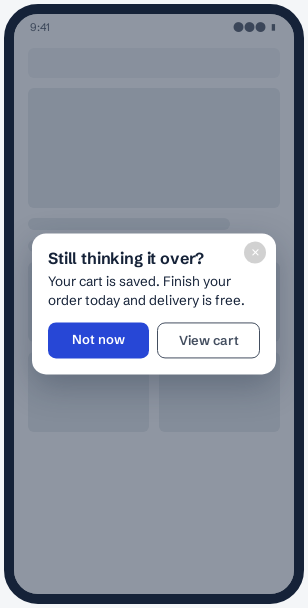 9:41
Still thinking it over?
×
Your cart is saved. Finish your
order today and delivery is free.
Not now
View cart